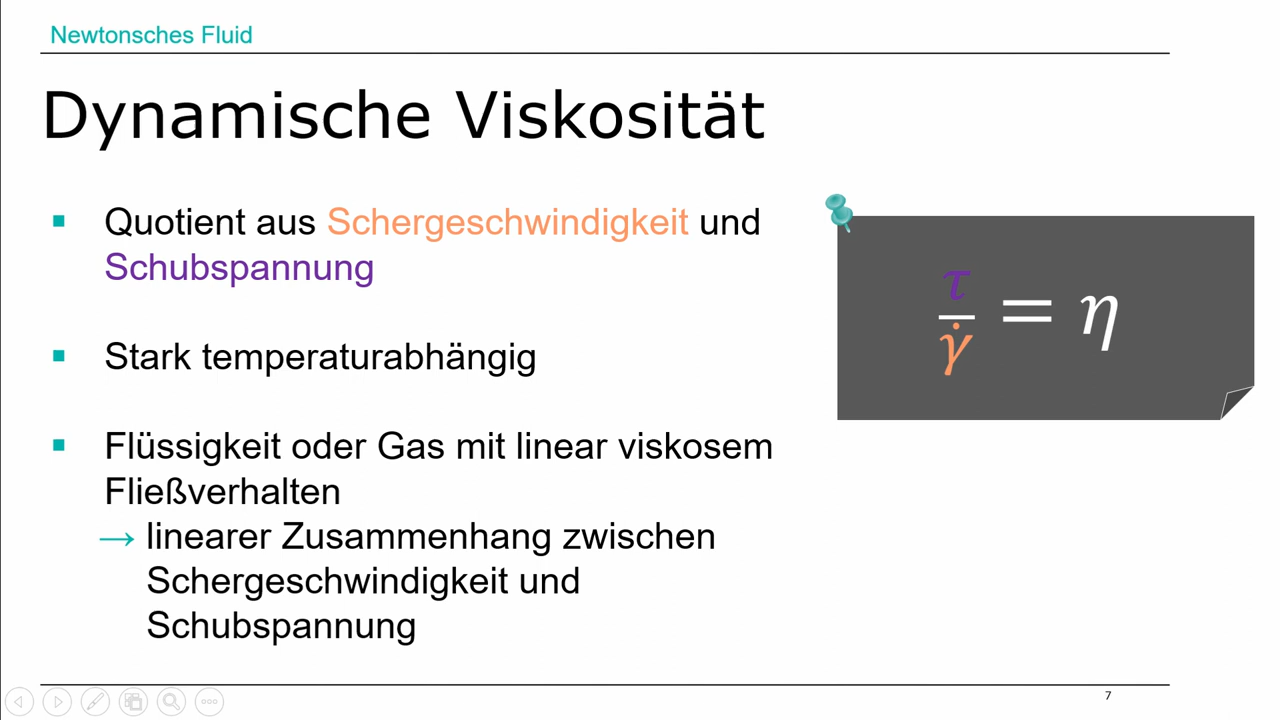 Newtonsches Fluid
Dynamische Viskosität
▪ Quotient aus Schergeschwindigkeit und
Schubspannung
▪ Stark temperaturabhängig
▪ Flüssigkeit oder Gas mit linear viskosem
Fließverhalten
→ linearer Zusammenhang zwischen
Schergeschwindigkeit und
Schubspannung
τ
/ γ̇ = η
7